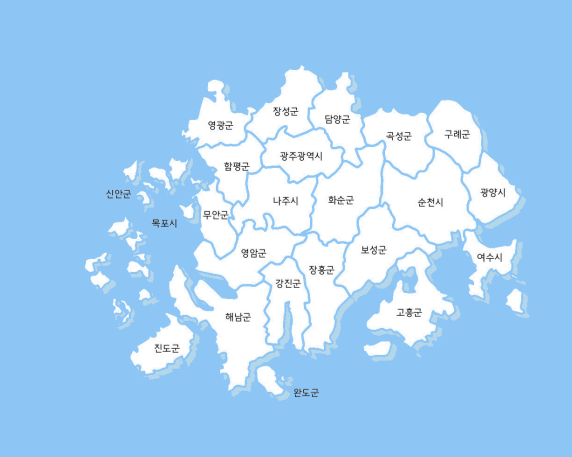 장성군
담양군
영광군
곡성군
구례군
광주광역시
함평군
신안군
광양시
나주시
화순군
순천시
무안군
목포시
영암군
보성군
여수시
장흥군
강진군
고흥군
해남군
진도군
완도군